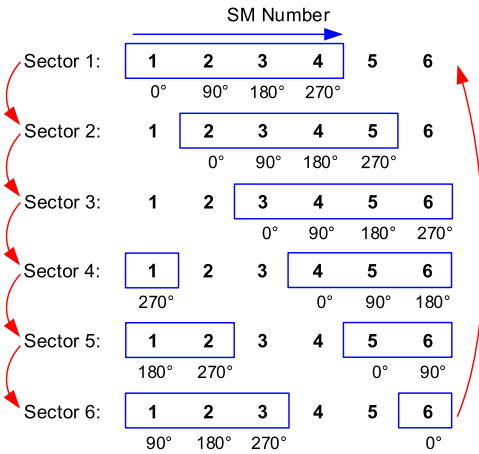 SM Number
Sector 1: 1 2 3 4 5 6
0° 90° 180° 270°
Sector 2: 1 2 3 4 5 6
0° 90° 180° 270°
Sector 3: 1 2 3 4 5 6
0° 90° 180° 270°
Sector 4: 1 2 3 4 5 6
270° 0° 90° 180°
Sector 5: 1 2 3 4 5 6
180° 270° 0° 90°
Sector 6: 1 2 3 4 5 6
90° 180° 270° 0°